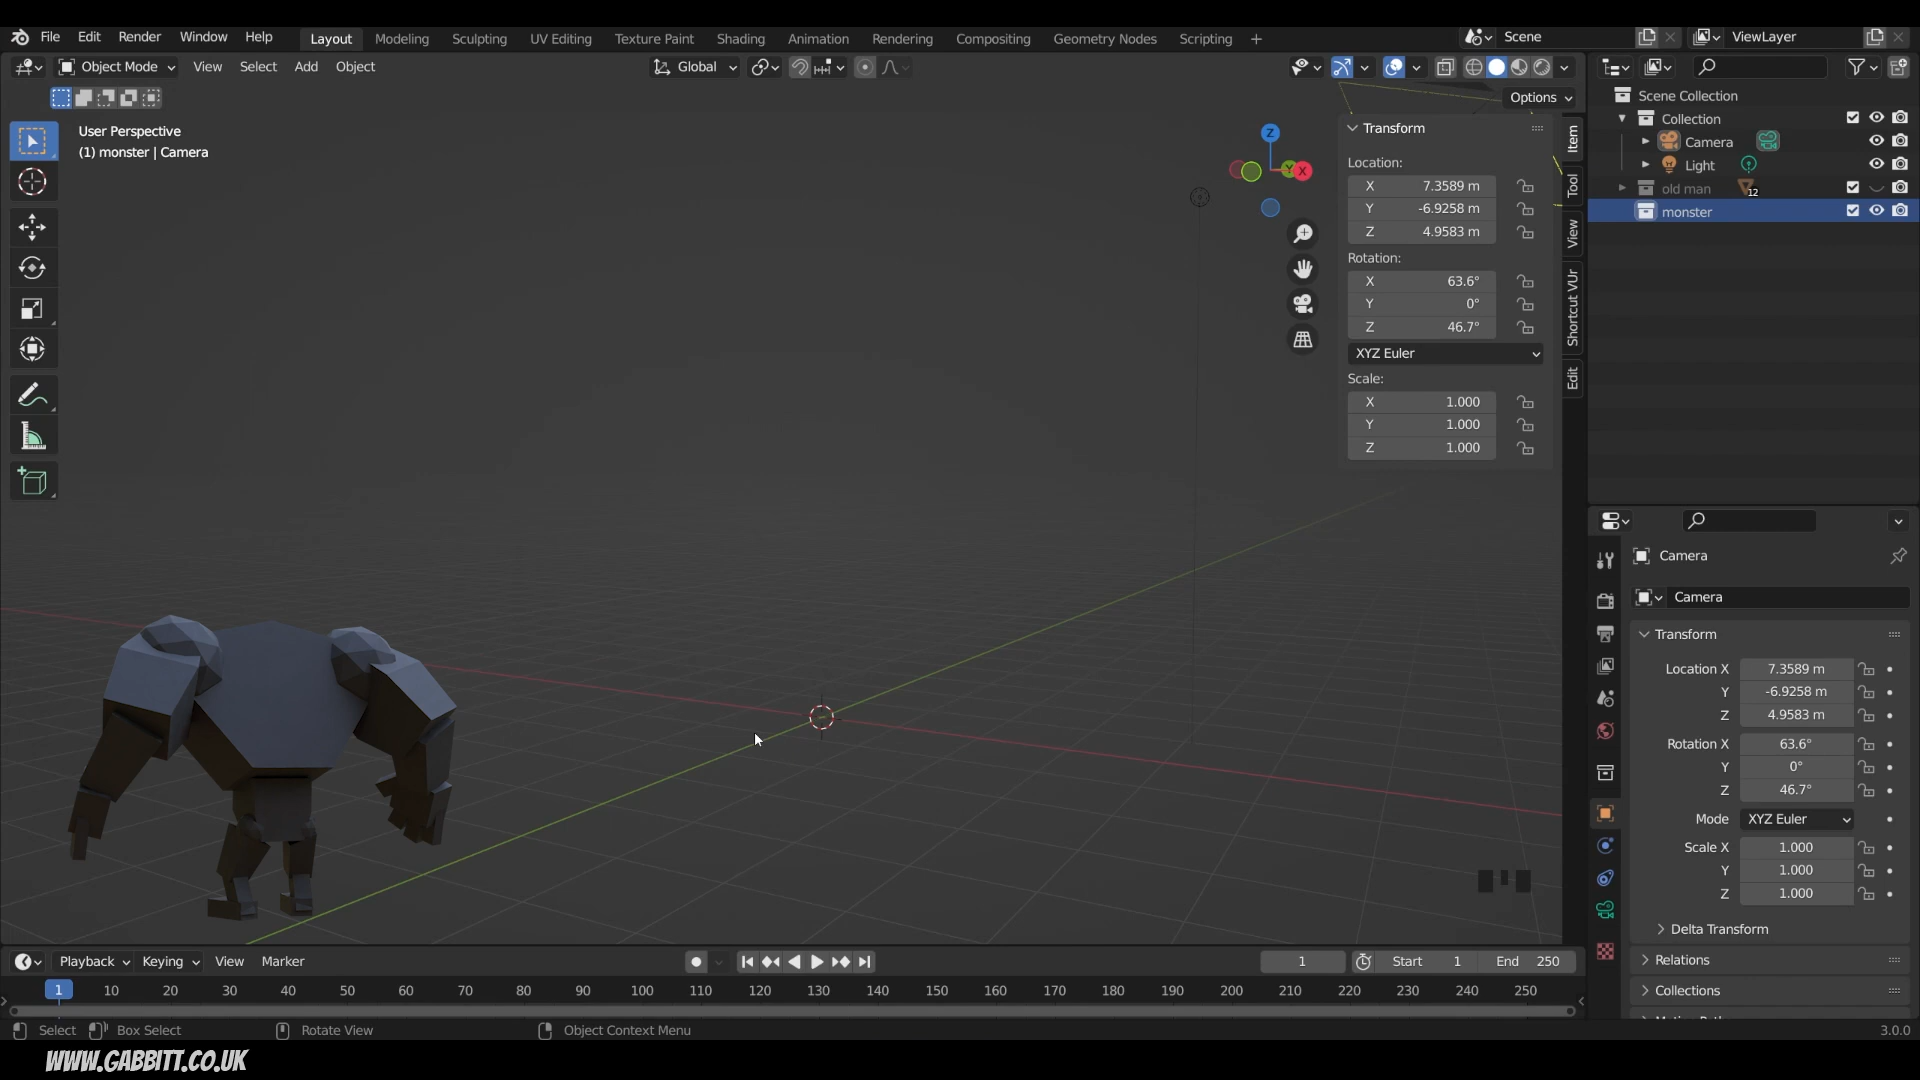 File Edit Render Window Help Layout Modeling Sculpting UV Editing Texture Paint Shading Animation Rendering Compositing Geometry Nodes Scripting + Scene ViewLayer
Object Mode View Select Add Object Global
Options
User Perspective
(1) monster | Camera
Z
Y
X
Transform
Location:
X 7.3589 m
Y -6.9258 m
Z 4.9583 m
Rotation:
X 63.6°
Y 0°
Z 46.7°
XYZ Euler
Scale:
X 1.000
Y 1.000
Z 1.000
Item
Tool
View
Shortcut VUr
Edit
Scene Collection
Collection
Camera
Light
old man 12
monster
Camera
Camera
Transform
Location X 7.3589 m
Y -6.9258 m
Z 4.9583 m
Rotation X 63.6°
Y 0°
Z 46.7°
Mode XYZ Euler
Scale X 1.000
Y 1.000
Z 1.000
Delta Transform
Relations
Collections
Playback Keying View Marker 1 Start 1 End 250
1 10 20 30 40 50 60 70 80 90 100 110 120 130 140 150 160 170 180 190 200 210 220 230 240 250
Select Box Select Rotate View Object Context Menu 3.0.0
WWW.GABBITT.CO.UK